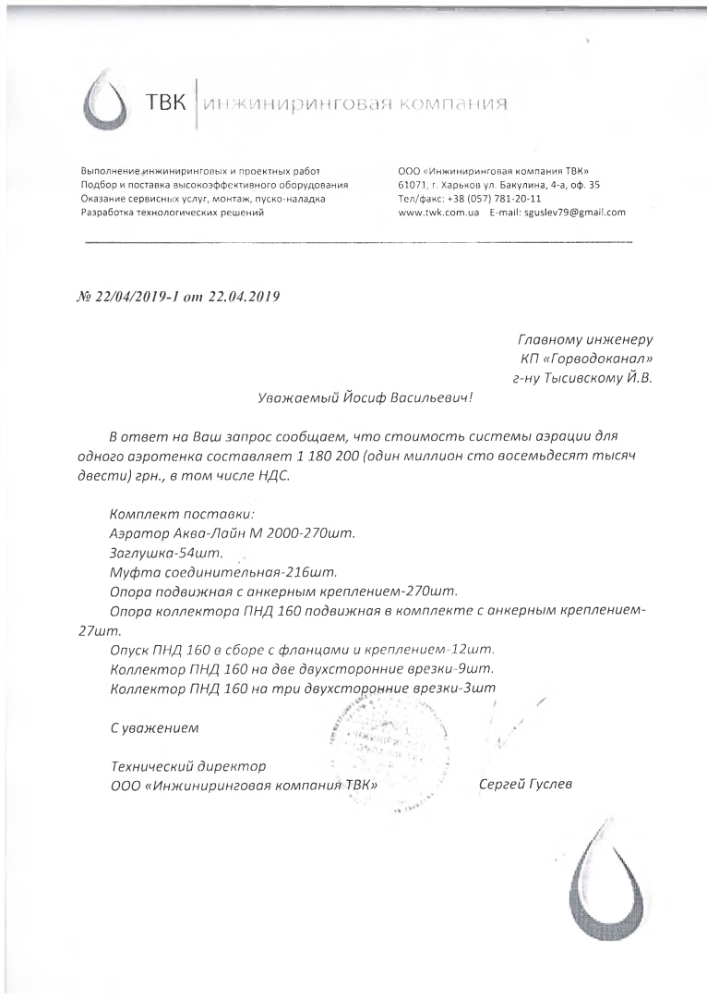 ТВК инжиниринговая компания
Выполнение инжиниринговых и проектных работ
Подбор и поставка высокоэффективного оборудования
Оказание сервисных услуг, монтаж, пуско-наладка
Разработка технологических решений
ООО «Инжиниринговая компания ТВК»
61071, г. Харьков ул. Бакулина, 4-а, оф. 35
Тел/факс: +38 (057) 781-20-11
www.twk.com.ua E-mail: sguslev79@gmail.com
№ 22/04/2019-1 от 22.04.2019
Главному инженеру
КП «Горводоканал»
г-ну Тысивскому Й.В.
Уважаемый Йосиф Васильевич!
В ответ на Ваш запрос сообщаем, что стоимость системы аэрации для
одного аэротенка составляет 1 180 200 (один миллион сто восемьдесят тысяч
двести) грн., в том числе НДС.
Комплект поставки:
Аэратор Аква-Лайн М 2000-270шт.
Заглушка-54шт.
Муфта соединительная-216шт.
Опора подвижная с анкерным креплением-270шт.
Опора коллектора ПНД 160 подвижная в комплекте с анкерным креплением-
27шт.
Опуск ПНД 160 в сборе с фланцами и креплением-12шт.
Коллектор ПНД 160 на две двухсторонние врезки-9шт.
Коллектор ПНД 160 на три двухсторонние врезки-3шт
С уважением
Технический директор
ООО «Инжиниринговая компания ТВК»
Сергей Гуслев